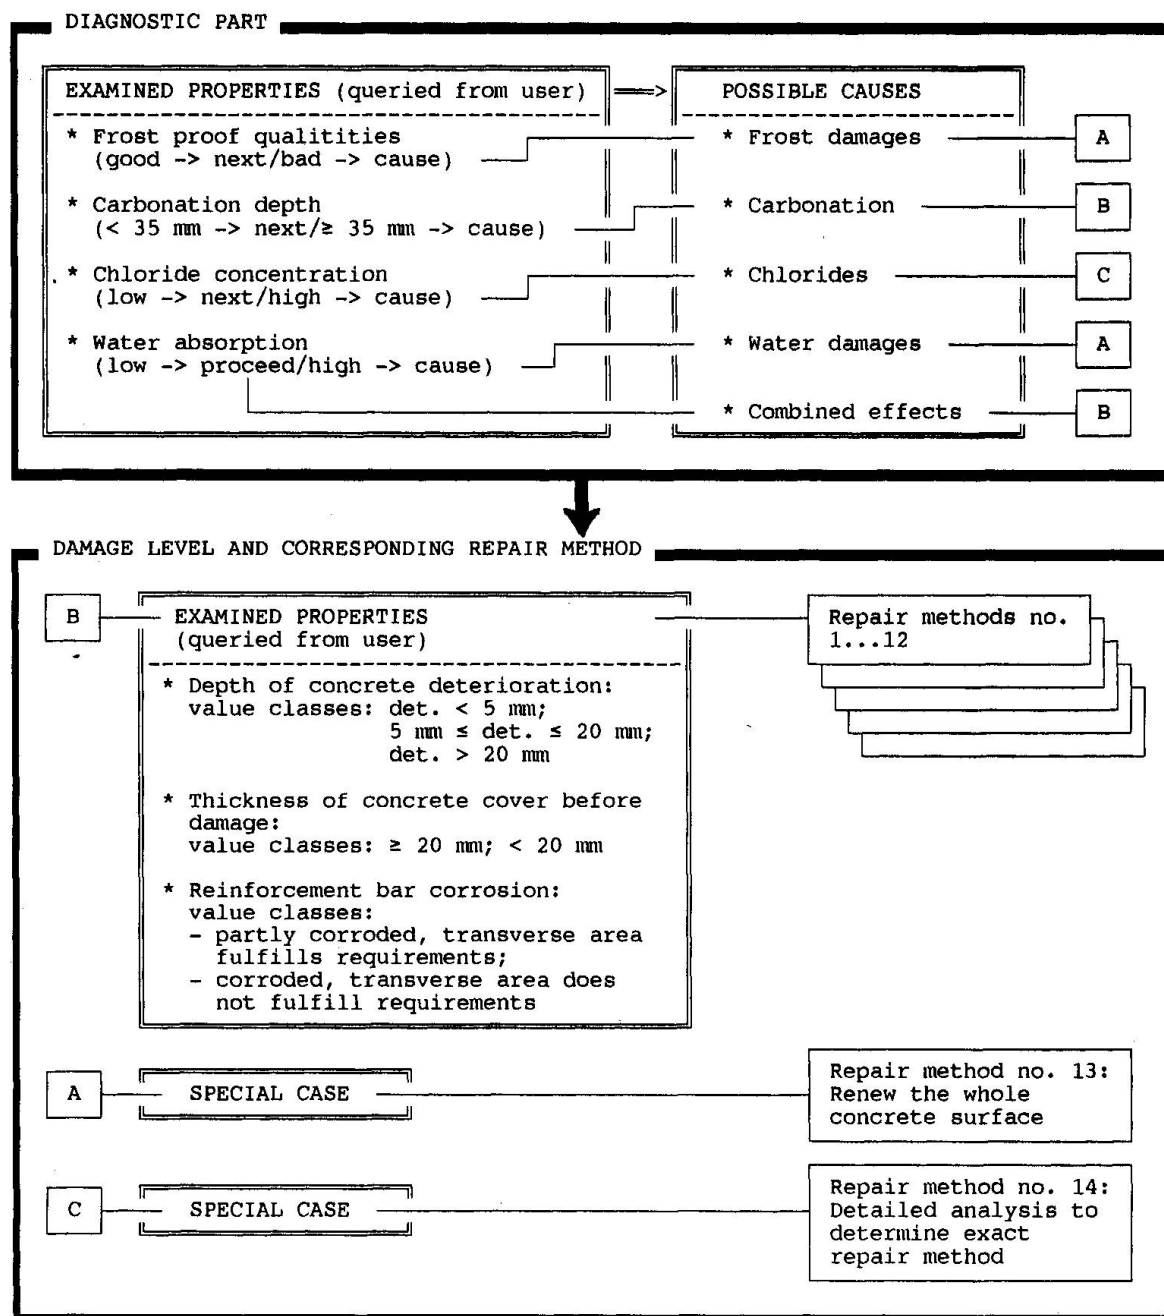 DIAGNOSTIC PART
EXAMINED PROPERTIES (queried from user) ==>
POSSIBLE CAUSES
* Frost proof qualitities
(good -> next/bad -> cause)
* Frost damages
A
* Carbonation depth
(< 35 mm -> next/≥ 35 mm -> cause)
* Carbonation
B
* Chloride concentration
(low -> next/high -> cause)
* Chlorides
C
* Water absorption
(low -> proceed/high -> cause)
* Water damages
A
* Combined effects
B
DAMAGE LEVEL AND CORRESPONDING REPAIR METHOD
B
EXAMINED PROPERTIES
(queried from user)
* Depth of concrete deterioration:
value classes: det. < 5 mm;
5 mm ≤ det. ≤ 20 mm;
det. > 20 mm
* Thickness of concrete cover before
damage:
value classes: ≥ 20 mm; < 20 mm
* Reinforcement bar corrosion:
value classes:
- partly corroded, transverse area
fulfills requirements;
- corroded, transverse area does
not fulfill requirements
Repair methods no.
1...12
A
SPECIAL CASE
Repair method no. 13:
Renew the whole
concrete surface
C
SPECIAL CASE
Repair method no. 14:
Detailed analysis to
determine exact
repair method